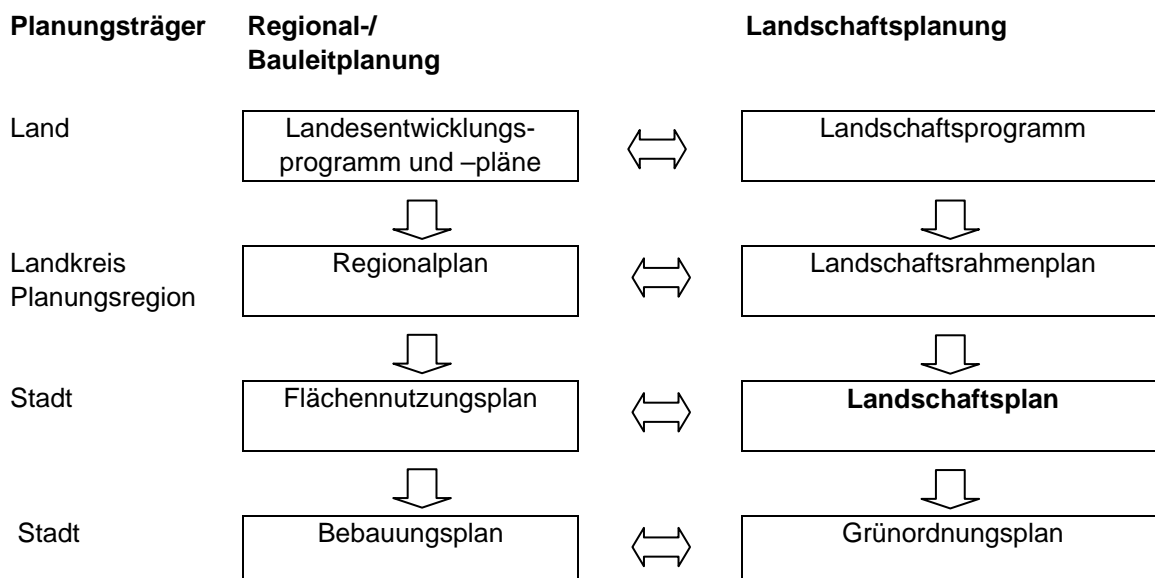 Planungsträger Regional-/ Landschaftsplanung
Bauleitplanung
Land Landesentwicklungs- Landschaftsprogramm
programm und –pläne
Landkreis Regionalplan Landschaftsrahmenplan
Planungsregion
Stadt Flächennutzungsplan Landschaftsplan
Stadt Bebauungsplan Grünordnungsplan